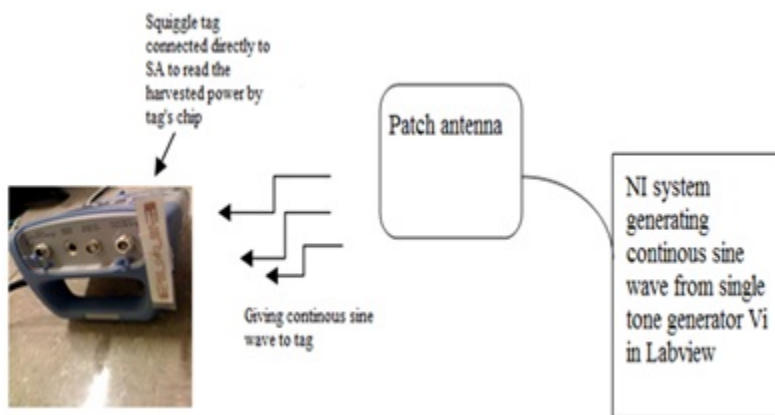 Squiggle tag
connected directly to
SA to read the
harvested power by
tag's chip
Patch antenna
NI system
generating
continous sine
wave from single
tone generator Vi
in Labview
Giving continous sine
wave to tag